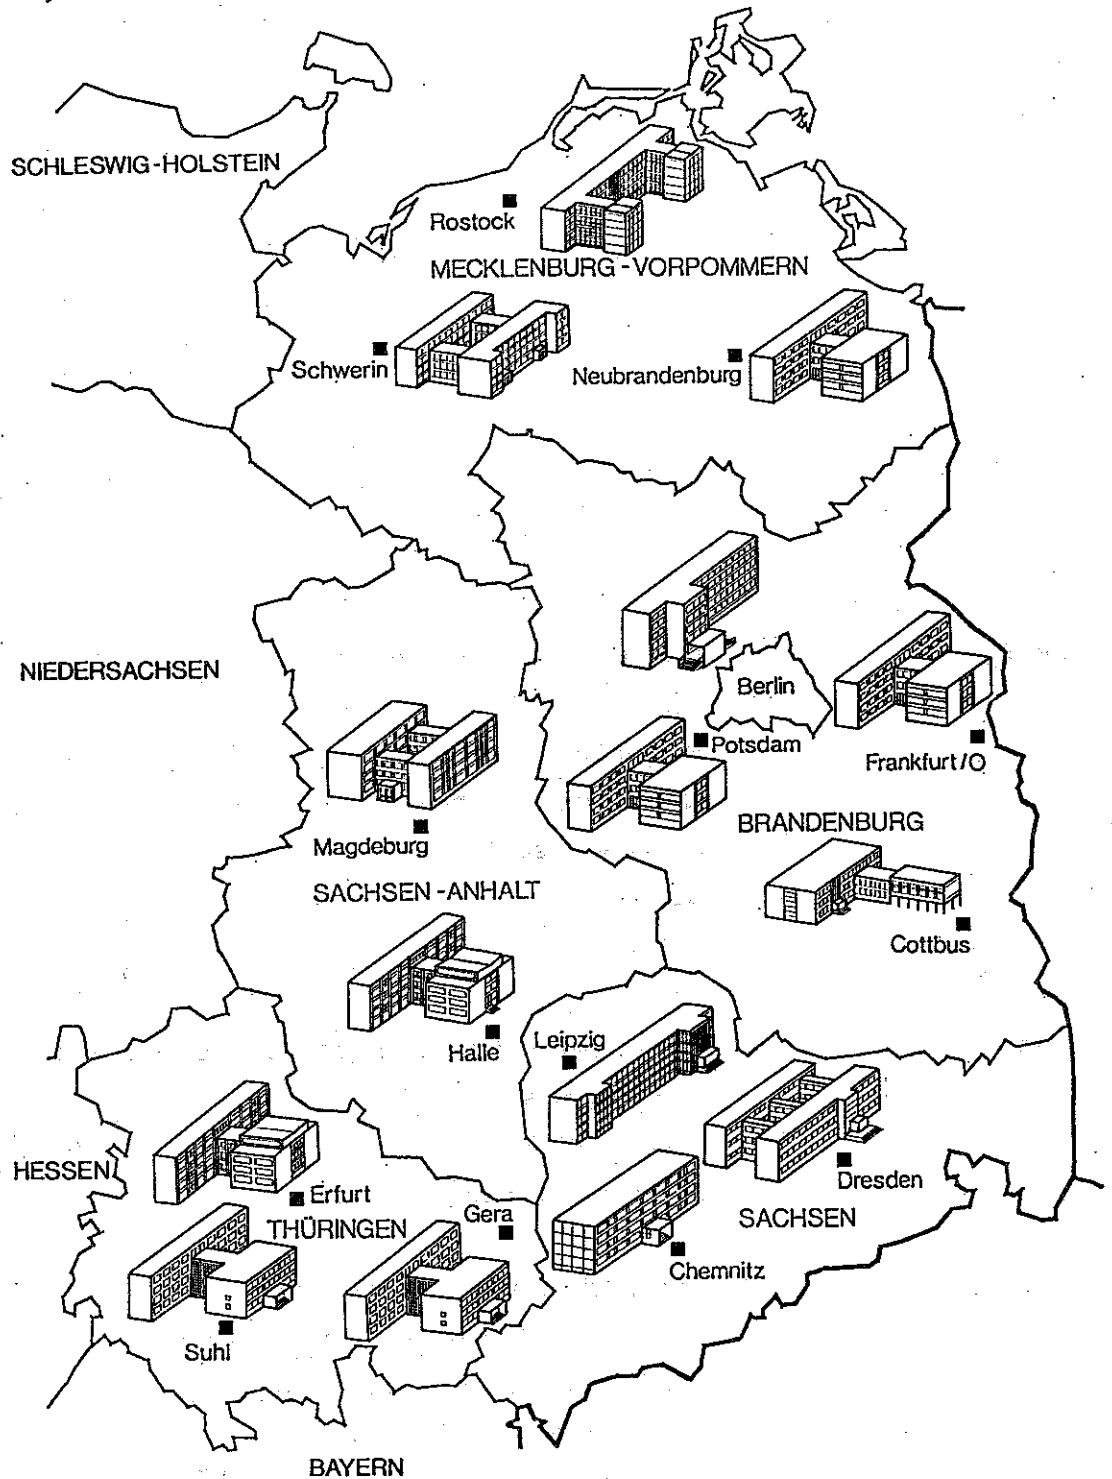 SCHLESWIG-HOLSTEIN
Rostock
MECKLENBURG-VORPOMMERN
Schwerin
Neubrandenburg
NIEDERSACHSEN
Berlin
Potsdam
Frankfurt/O
BRANDENBURG
Magdeburg
SACHSEN-ANHALT
Cottbus
Halle
Leipzig
HESSEN
Erfurt
Dresden
THÜRINGEN
Gera
SACHSEN
Chemnitz
Suhl
BAYERN